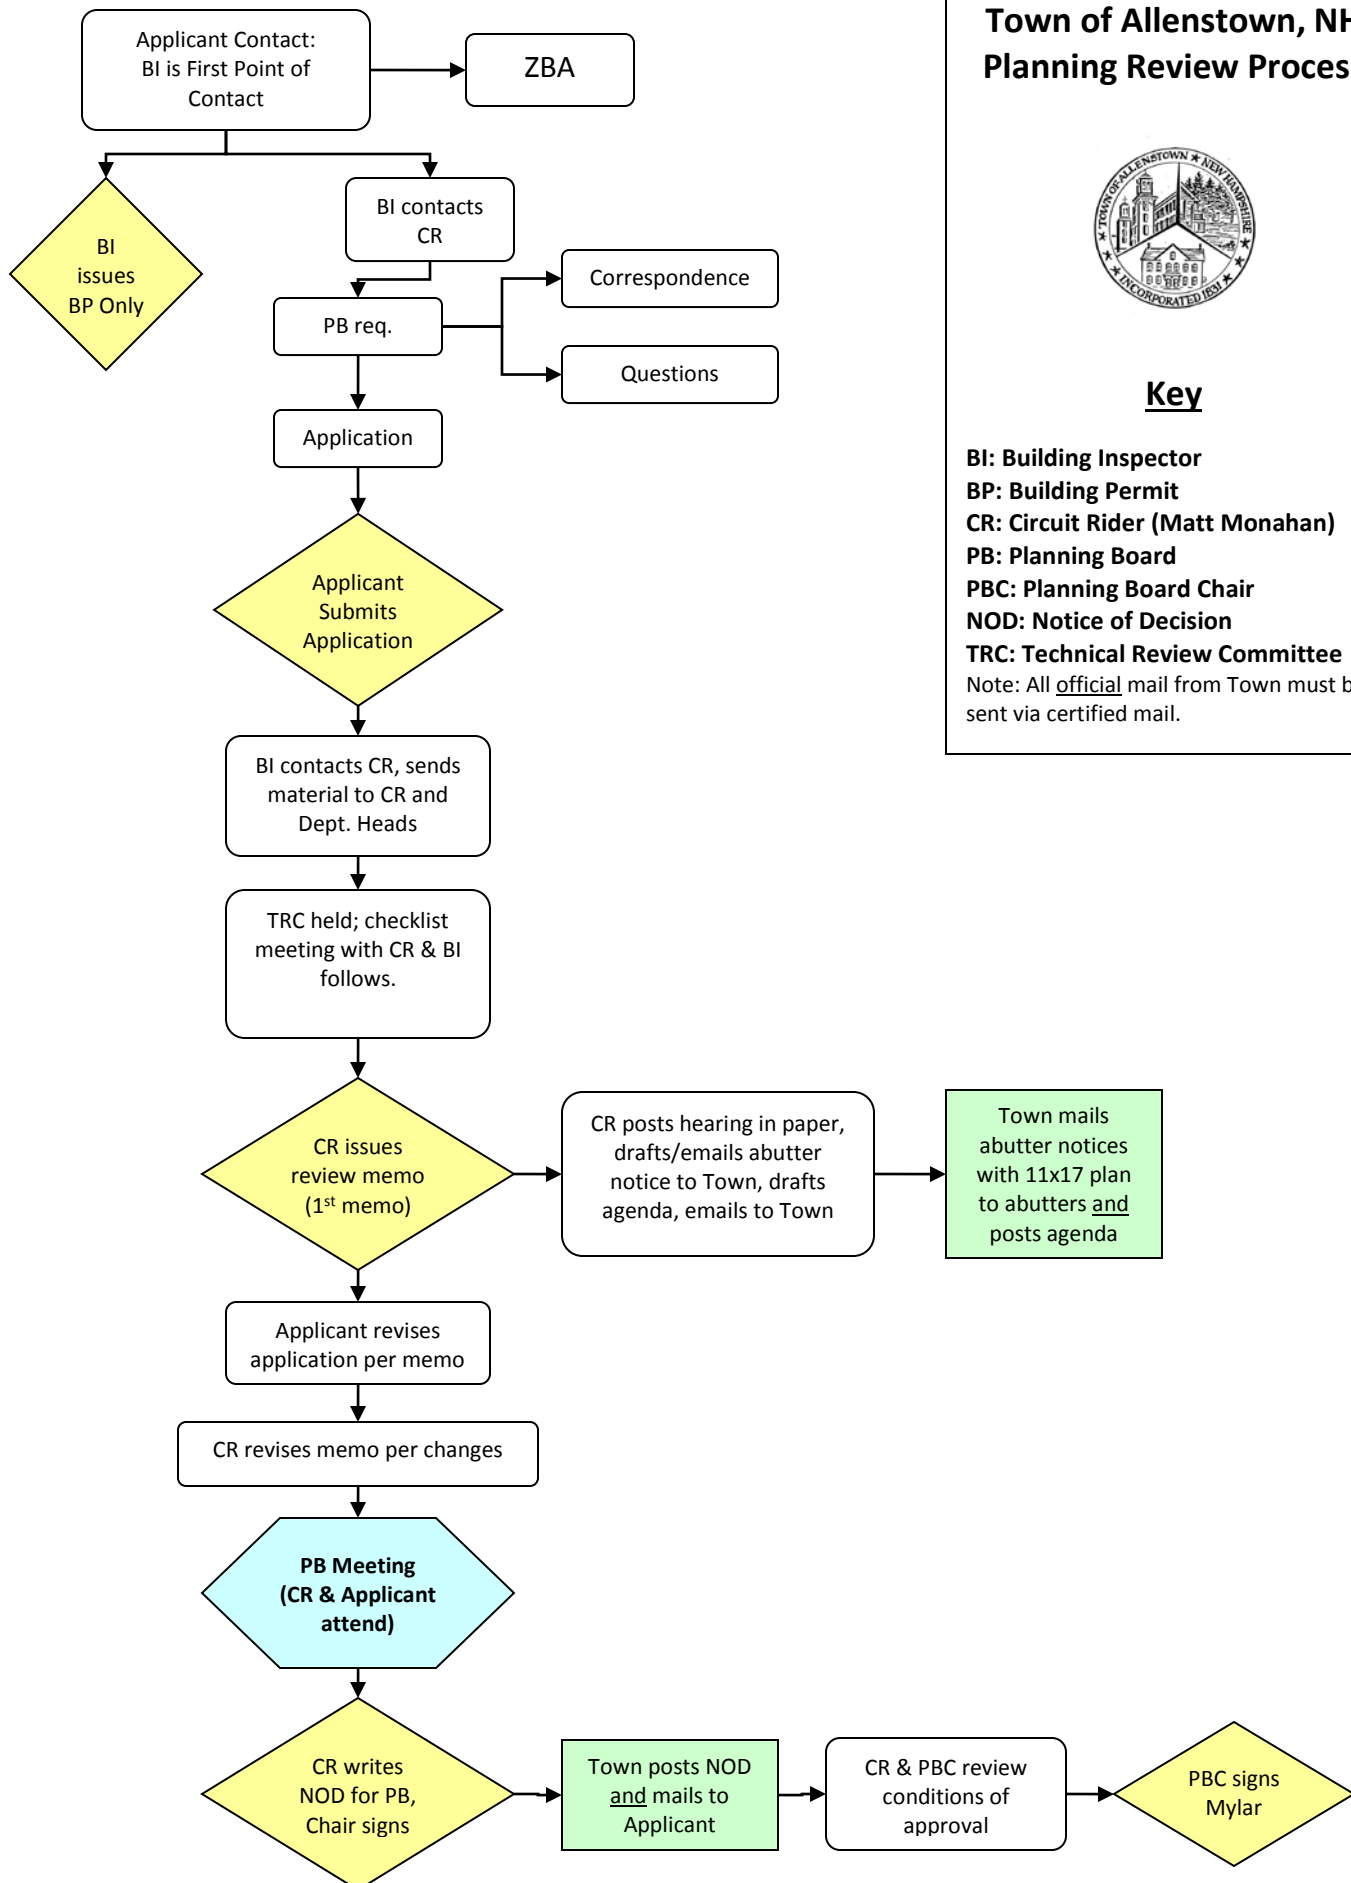 Applicant Contact:
BI is First Point of
Contact
ZBA
Town of Allenstown, NH
Planning Review Proces
TOWN OF ALLENSTOWN ★ NEW HAMPSHIRE
★ INCORPORATED 1831 ★
BI
issues
BP Only
BI contacts
CR
Correspondence
PB req.
Questions
Application
Key
BI: Building Inspector
BP: Building Permit
CR: Circuit Rider (Matt Monahan)
PB: Planning Board
PBC: Planning Board Chair
NOD: Notice of Decision
TRC: Technical Review Committee
Note: All official mail from Town must b
sent via certified mail.
Applicant
Submits
Application
BI contacts CR, sends
material to CR and
Dept. Heads
TRC held; checklist
meeting with CR & BI
follows.
CR issues
review memo
(1st memo)
CR posts hearing in paper,
drafts/emails abutter
notice to Town, drafts
agenda, emails to Town
Town mails
abutter notices
with 11x17 plan
to abutters and
posts agenda
Applicant revises
application per memo
CR revises memo per changes
PB Meeting
(CR & Applicant
attend)
CR writes
NOD for PB,
Chair signs
Town posts NOD
and mails to
Applicant
CR & PBC review
conditions of
approval
PBC signs
Mylar